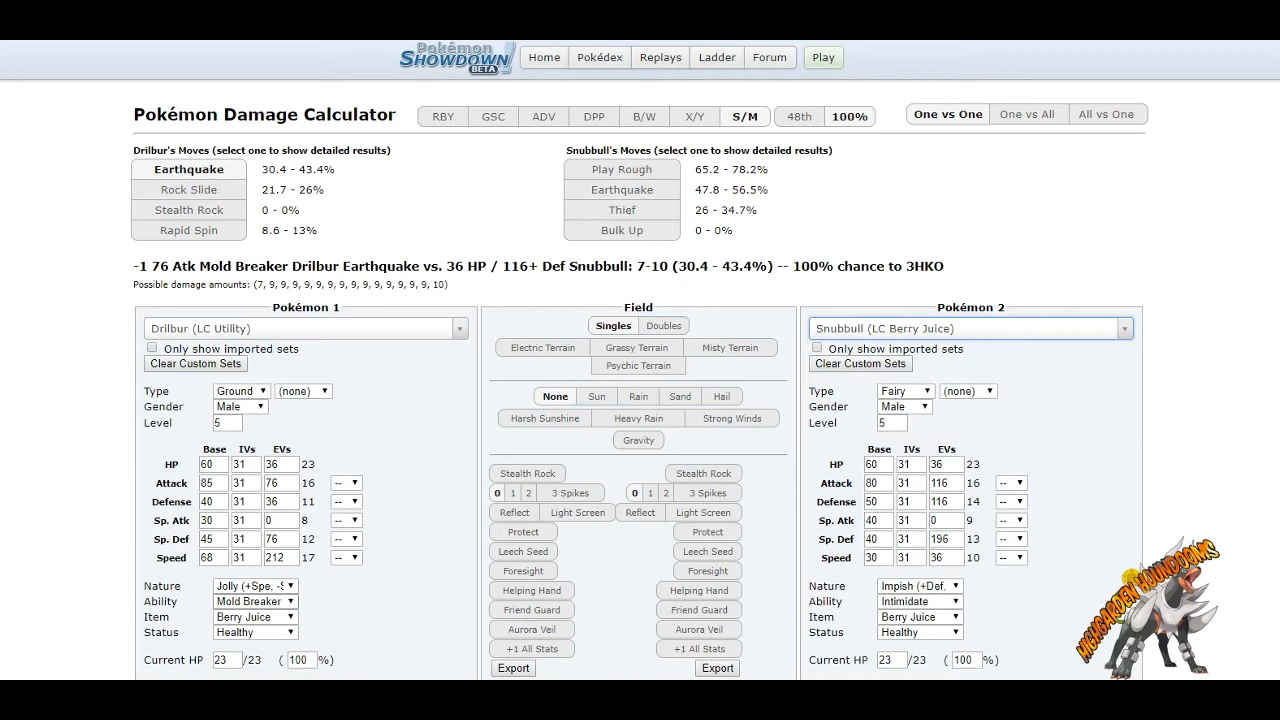 Pokémon
SHOWDOWN!
BETA
Home Pokédex Replays Ladder Forum Play
Pokémon Damage Calculator RBY GSC ADV DPP B/W X/Y S/M 48th 100% One vs One One vs All All vs One
Drilbur's Moves (select one to show detailed results) Snubbull's Moves (select one to show detailed results)
Earthquake 30.4 - 43.4% Play Rough 65.2 - 78.2%
Rock Slide 21.7 - 26% Earthquake 47.8 - 56.5%
Stealth Rock 0 - 0% Thief 26 - 34.7%
Rapid Spin 8.6 - 13% Bulk Up 0 - 0%
-1 76 Atk Mold Breaker Drilbur Earthquake vs. 36 HP / 116+ Def Snubbull: 7-10 (30.4 - 43.4%) -- 100% chance to 3HKO
Possible damage amounts: (7, 9, 9, 9, 9, 9, 9, 9, 9, 9, 9, 9, 9, 9, 9, 10)
Pokémon 1
Drilbur (LC Utility)
Only show imported sets
Clear Custom Sets
Type Ground (none)
Gender Male
Level 5
Base IVs EVs
HP 60 31 36 23
Attack 85 31 76 16 --
Defense 40 31 36 11 --
Sp. Atk 30 31 0 8 --
Sp. Def 45 31 76 12 --
Speed 68 31 212 17 --
Nature Jolly (+Spe, -S
Ability Mold Breaker
Item Berry Juice
Status Healthy
Current HP 23 /23 ( 100 %)
Field
Singles Doubles
Electric Terrain Grassy Terrain Misty Terrain
Psychic Terrain
None Sun Rain Sand Hail
Harsh Sunshine Heavy Rain Strong Winds
Gravity
Stealth Rock Stealth Rock
0 1 2 3 Spikes 0 1 2 3 Spikes
Reflect Light Screen Reflect Light Screen
Protect Protect
Leech Seed Leech Seed
Foresight Foresight
Helping Hand Helping Hand
Friend Guard Friend Guard
Aurora Veil Aurora Veil
+1 All Stats +1 All Stats
Export Export
Pokémon 2
Snubbull (LC Berry Juice)
Only show imported sets
Clear Custom Sets
Type Fairy (none)
Gender Male
Level 5
Base IVs EVs
HP 60 31 36 23
Attack 80 31 116 16 --
Defense 50 31 116 14 --
Sp. Atk 40 31 0 9 --
Sp. Def 40 31 196 13 --
Speed 30 31 36 10 --
Nature Impish (+Def,
Ability Intimidate
Item Berry Juice
Status Healthy
Current HP 23 /23 ( 100 %)
HIGHGARDEN HOUNDOOMS